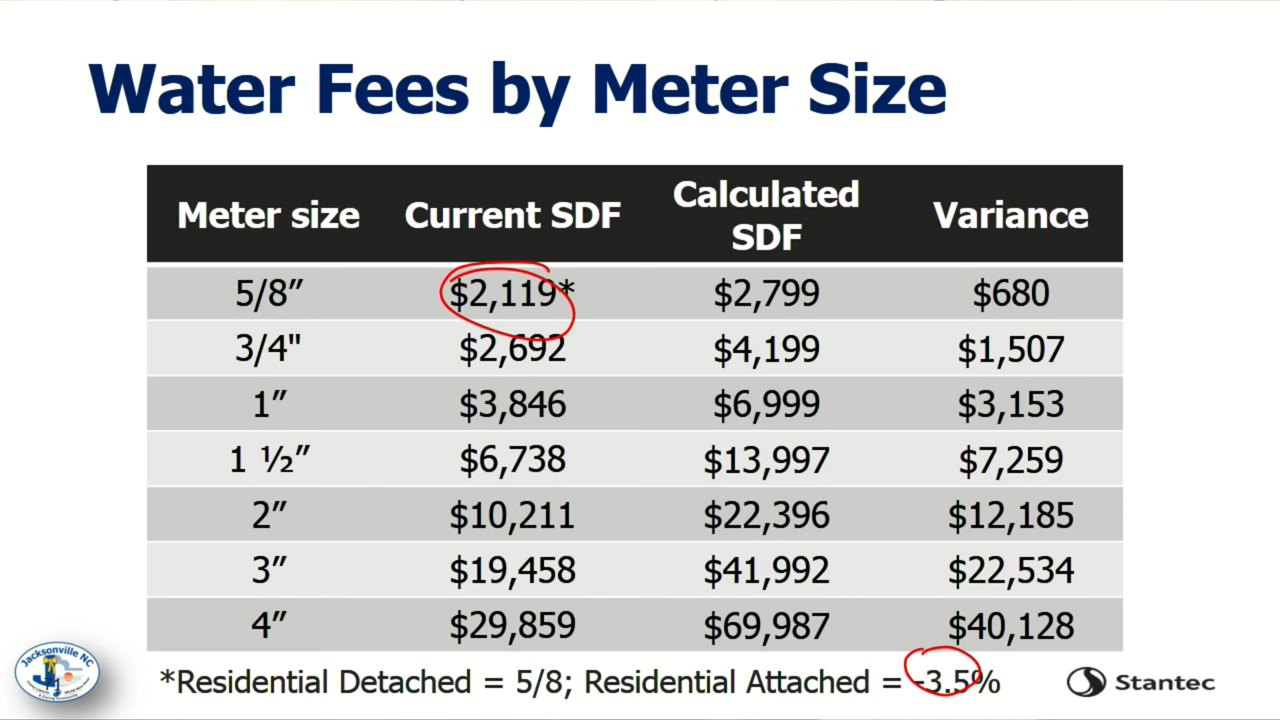 Water Fees by Meter Size
Meter size Current SDF Calculated SDF Variance
5/8” $2,119* $2,799 $680
3/4" $2,692 $4,199 $1,507
1” $3,846 $6,999 $3,153
1 ½” $6,738 $13,997 $7,259
2” $10,211 $22,396 $12,185
3” $19,458 $41,992 $22,534
4” $29,859 $69,987 $40,128
*Residential Detached = 5/8; Residential Attached = -3.5%
Jacksonville NC
Stantec